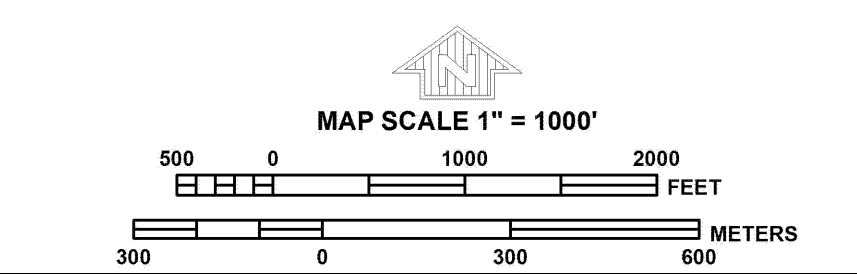 N
MAP SCALE 1" = 1000'
500 0 1000 2000
FEET
METERS
300 0 300 600